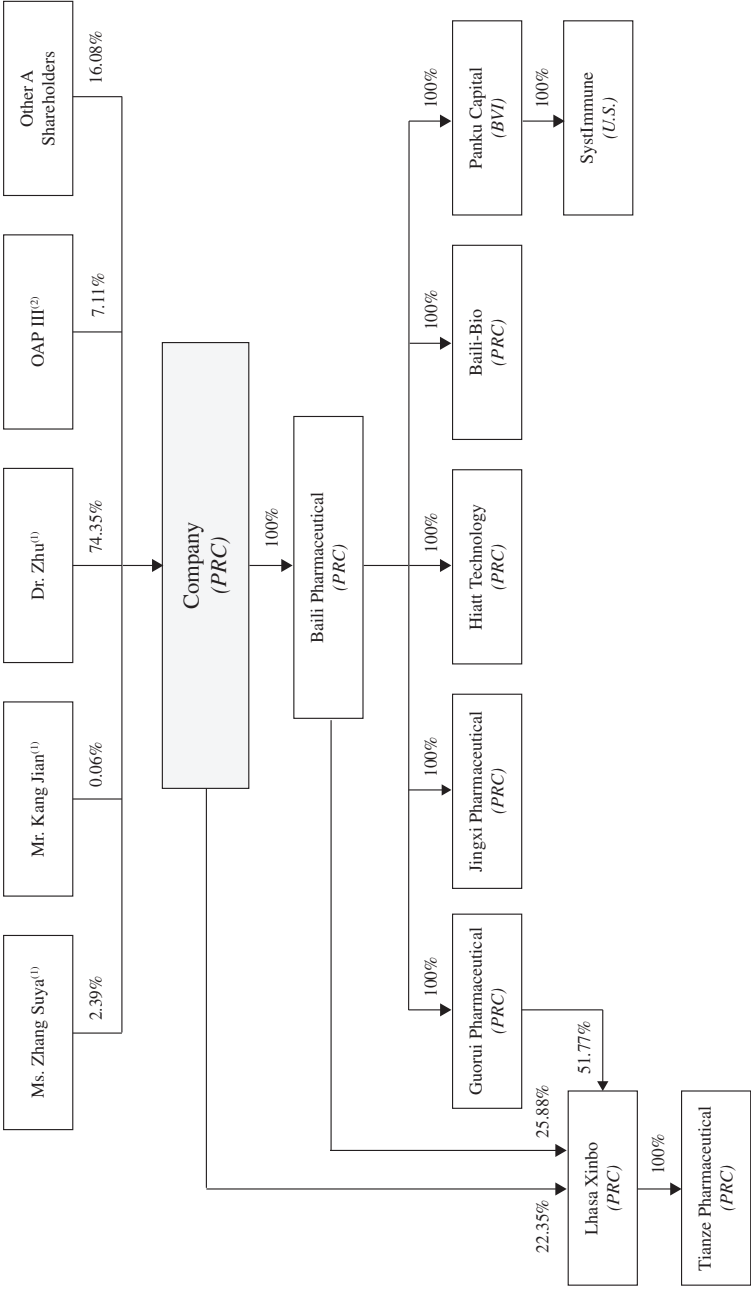 Ms. Zhang Suya(1)
Mr. Kang Jian(1)
Dr. Zhu(1)
OAP III(2)
Other A
Shareholders
2.39%
0.06%
74.35%
7.11%
16.08%
Company
(PRC)
100%
Baili Pharmaceutical
(PRC)
100%
100%
100%
100%
100%
Guorui Pharmaceutical
(PRC)
Jingxi Pharmaceutical
(PRC)
Hiatt Technology
(PRC)
Baili-Bio
(PRC)
Panku Capital
(BVI)
22.35%
25.88%
51.77%
100%
Lhasa Xinbo
(PRC)
SystImmune
(U.S.)
100%
Tianze Pharmaceutical
(PRC)